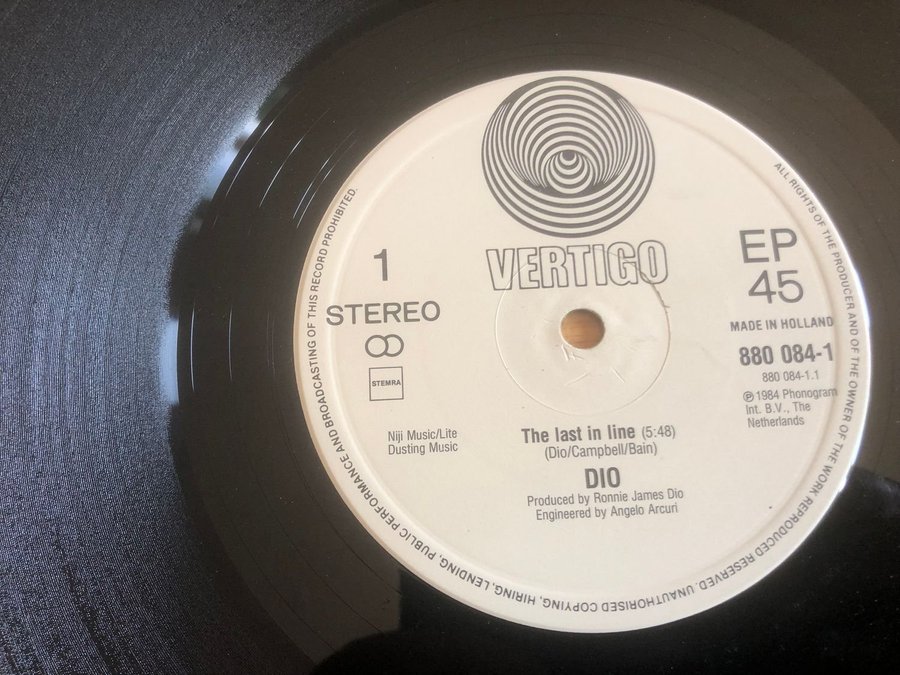 VERTIGO
1
STEREO
STEMRA
EP
45
MADE IN HOLLAND
880 084-1
880 084-1.1
℗ 1984 Phonogram
Int. B.V., The
Netherlands
Niji Music/Lite
Dusting Music
The last in line (5:48)
(Dio/Campbell/Bain)
DIO
Produced by Ronnie James Dio
Engineered by Angelo Arcuri
ALL RIGHTS OF THE PRODUCER AND OF THE OWNER OF THE WORK REPRODUCED RESERVED. UNAUTHORISED COPYING, HIRING, LENDING, PUBLIC PERFORMANCE AND BROADCASTING OF THIS RECORD PROHIBITED.